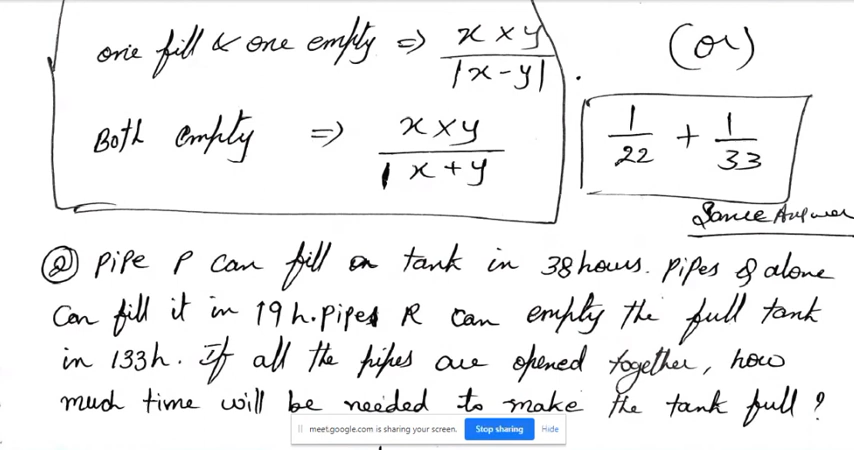 one fill & one empty => x × y / |x-y| .
(or)
Both empty => x × y / | x + y
1/22 + 1/33
Same Answer
② Pipe P can fill on tank in 38 hours. Pipes Q alone
Can fill it in 19 h. Pipes R can empty the full tank
in 133h. If all the pipes are opened together, how
much time will be needed to make the tank full ?
meet.google.com is sharing your screen. Stop sharing Hide